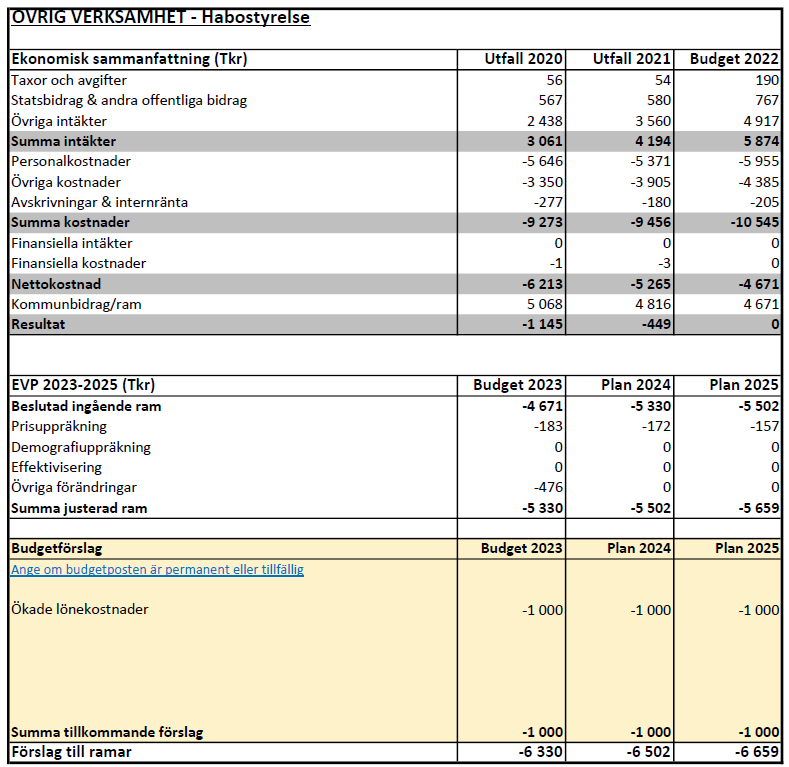 ÖVRIG VERKSAMHET - Habostyrelse
Ekonomisk sammanfattning (Tkr) Utfall 2020 Utfall 2021 Budget 2022
Taxor och avgifter 56 54 190
Statsbidrag & andra offentliga bidrag 567 580 767
Övriga intäkter 2 438 3 560 4 917
Summa intäkter 3 061 4 194 5 874
Personalkostnader -5 646 -5 371 -5 955
Övriga kostnader -3 350 -3 905 -4 385
Avskrivningar & internränta -277 -180 -205
Summa kostnader -9 273 -9 456 -10 545
Finansiella intäkter 0 0 0
Finansiella kostnader -1 -3 0
Nettokostnad -6 213 -5 265 -4 671
Kommunbidrag/ram 5 068 4 816 4 671
Resultat -1 145 -449 0
EVP 2023-2025 (Tkr) Budget 2023 Plan 2024 Plan 2025
Beslutad ingående ram -4 671 -5 330 -5 502
Prisuppräkning -183 -172 -157
Demografiuppräkning 0 0 0
Effektivisering 0 0 0
Övriga förändringar -476 0 0
Summa justerad ram -5 330 -5 502 -5 659
Budgetförslag Budget 2023 Plan 2024 Plan 2025
Ange om budgetposten är permanent eller tillfällig
Ökade lönekostnader -1 000 -1 000 -1 000
Summa tillkommande förslag -1 000 -1 000 -1 000
Förslag till ramar -6 330 -6 502 -6 659